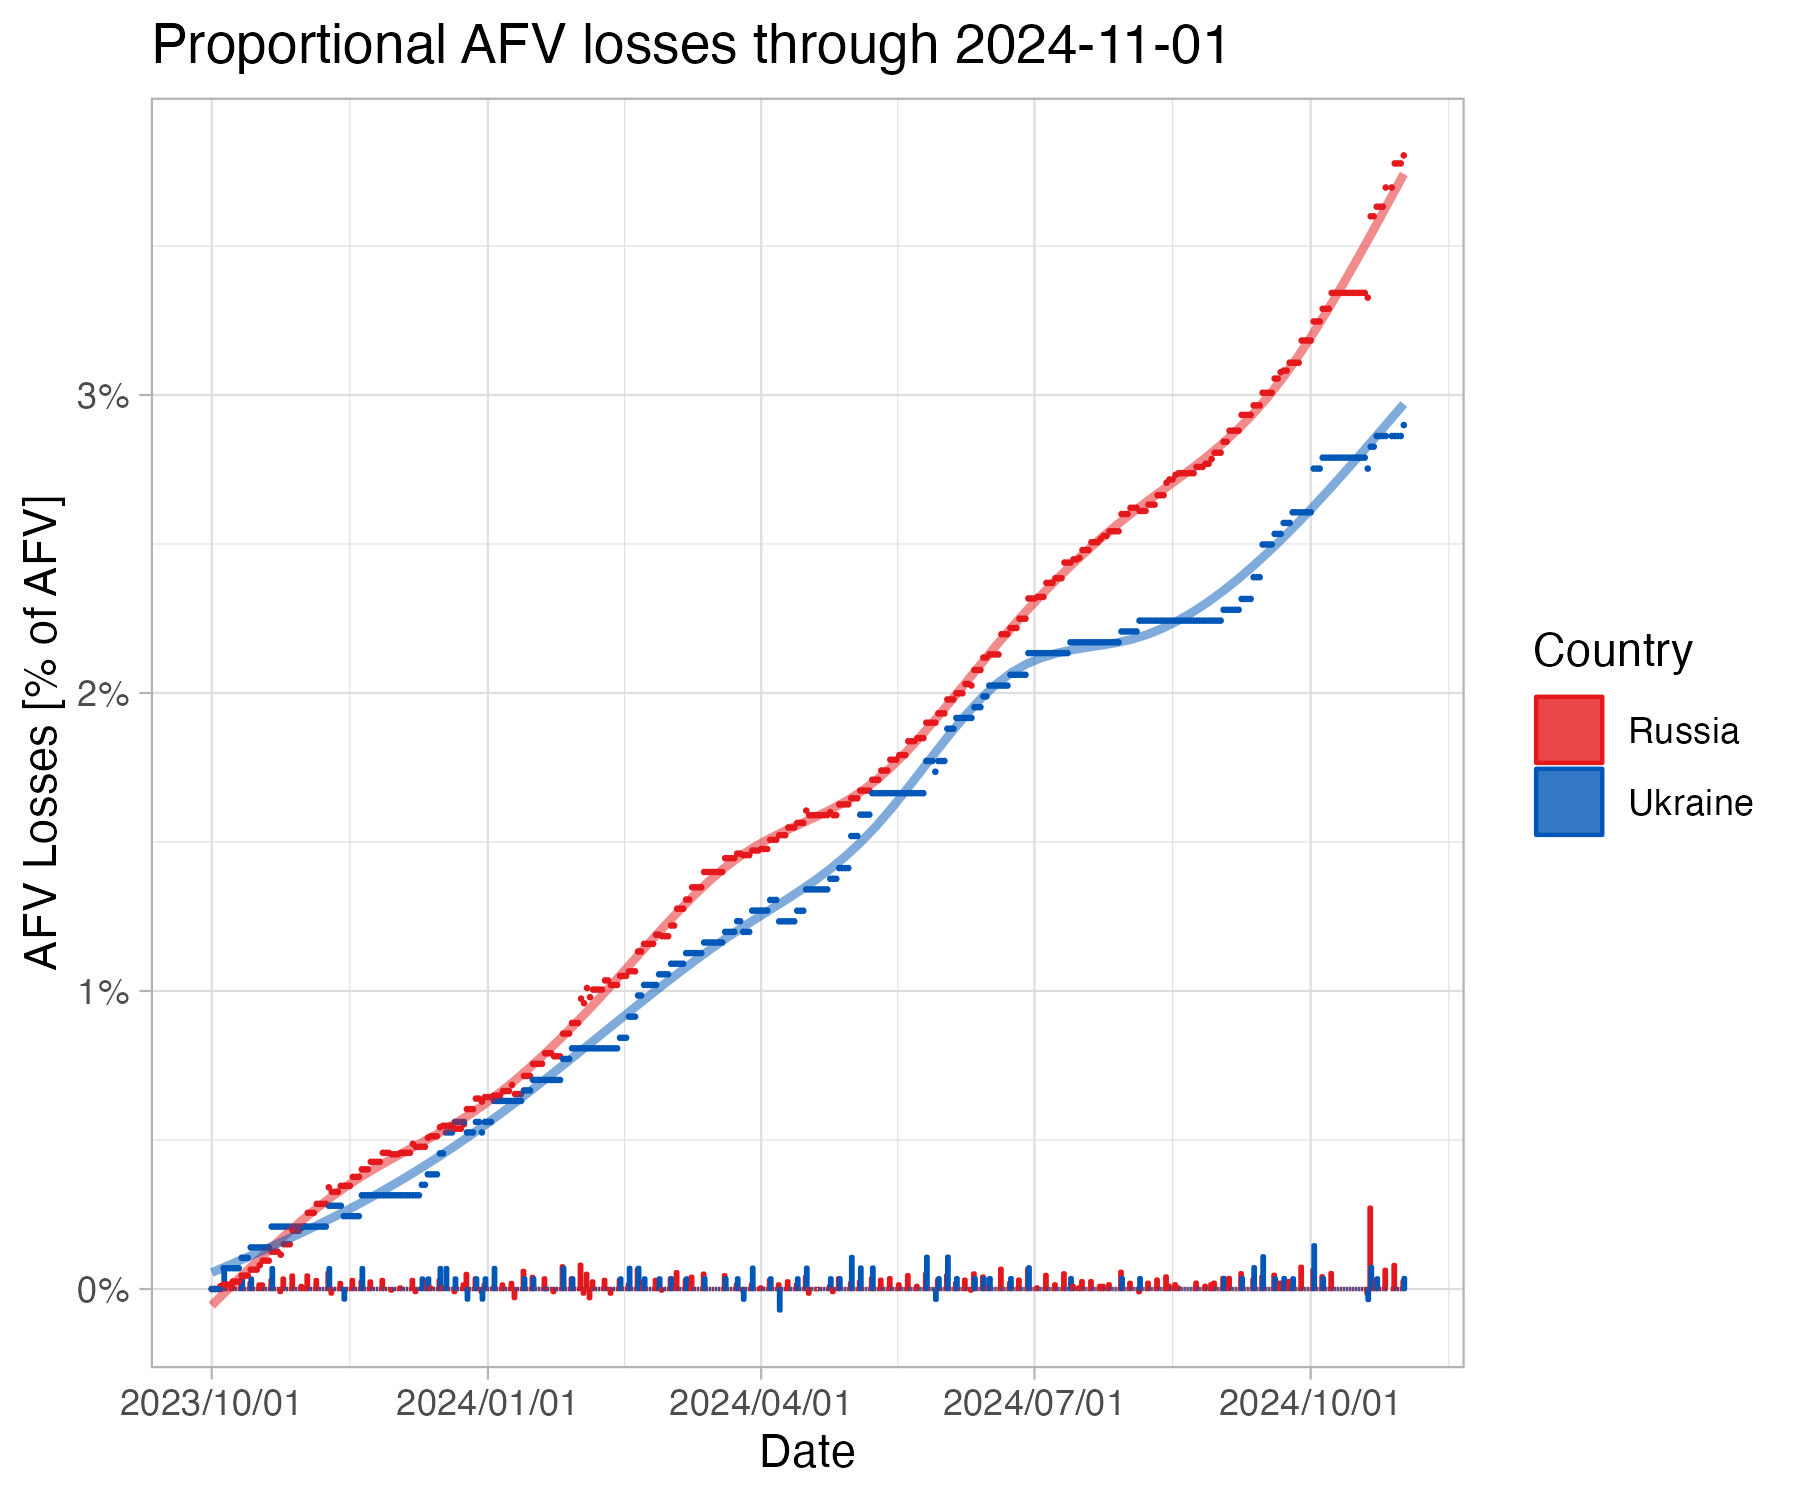 Proportional AFV losses through 2024-11-01
AFV Losses [% of AFV]
3%
2%
1%
0%
2023/10/01
2024/01/01
2024/04/01
2024/07/01
2024/10/01
Date
Country
Russia
Ukraine